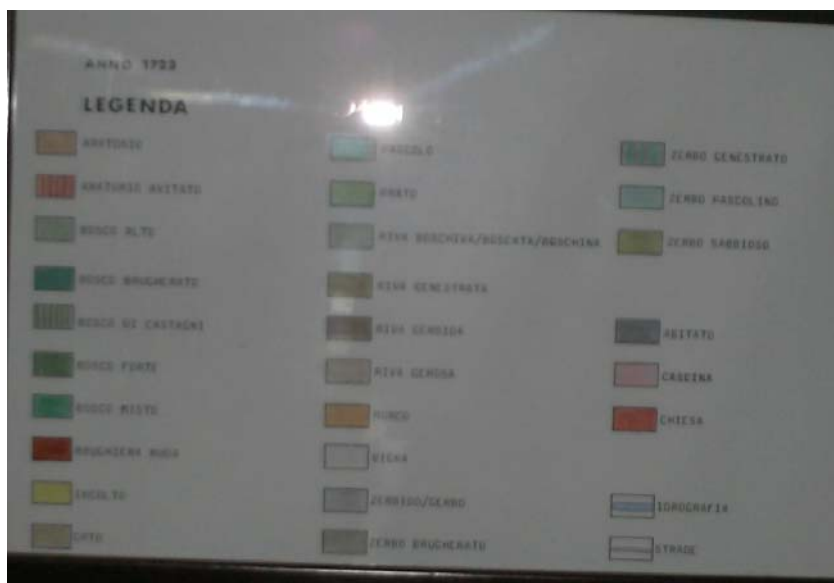 ANNO 1723
LEGENDA
ARATORIO
ARATORIO AVITATO
BOSCO ALTO
BOSCO BRUGHERATO
BOSCO DI CASTAGNI
BOSCO FORTE
BOSCO MISTO
BRUGHIERA NUDA
INCOLTO
ORTO
PASCOLO
PRATO
RIVA BOSCHIVA/BOSCATA/BOSCHINA
RIVA GENESTRATA
RIVA GERBIDA
RIVA GEROSA
RONCO
VIGNA
ZERBIDO/GERBO
ZERBO BRUGHERATO
ZERBO GENESTRATO
ZERBO PASCOLINO
ZERBO SABBIOSO
ABITATO
CASCINA
CHIESA
IDROGRAFIA
STRADE